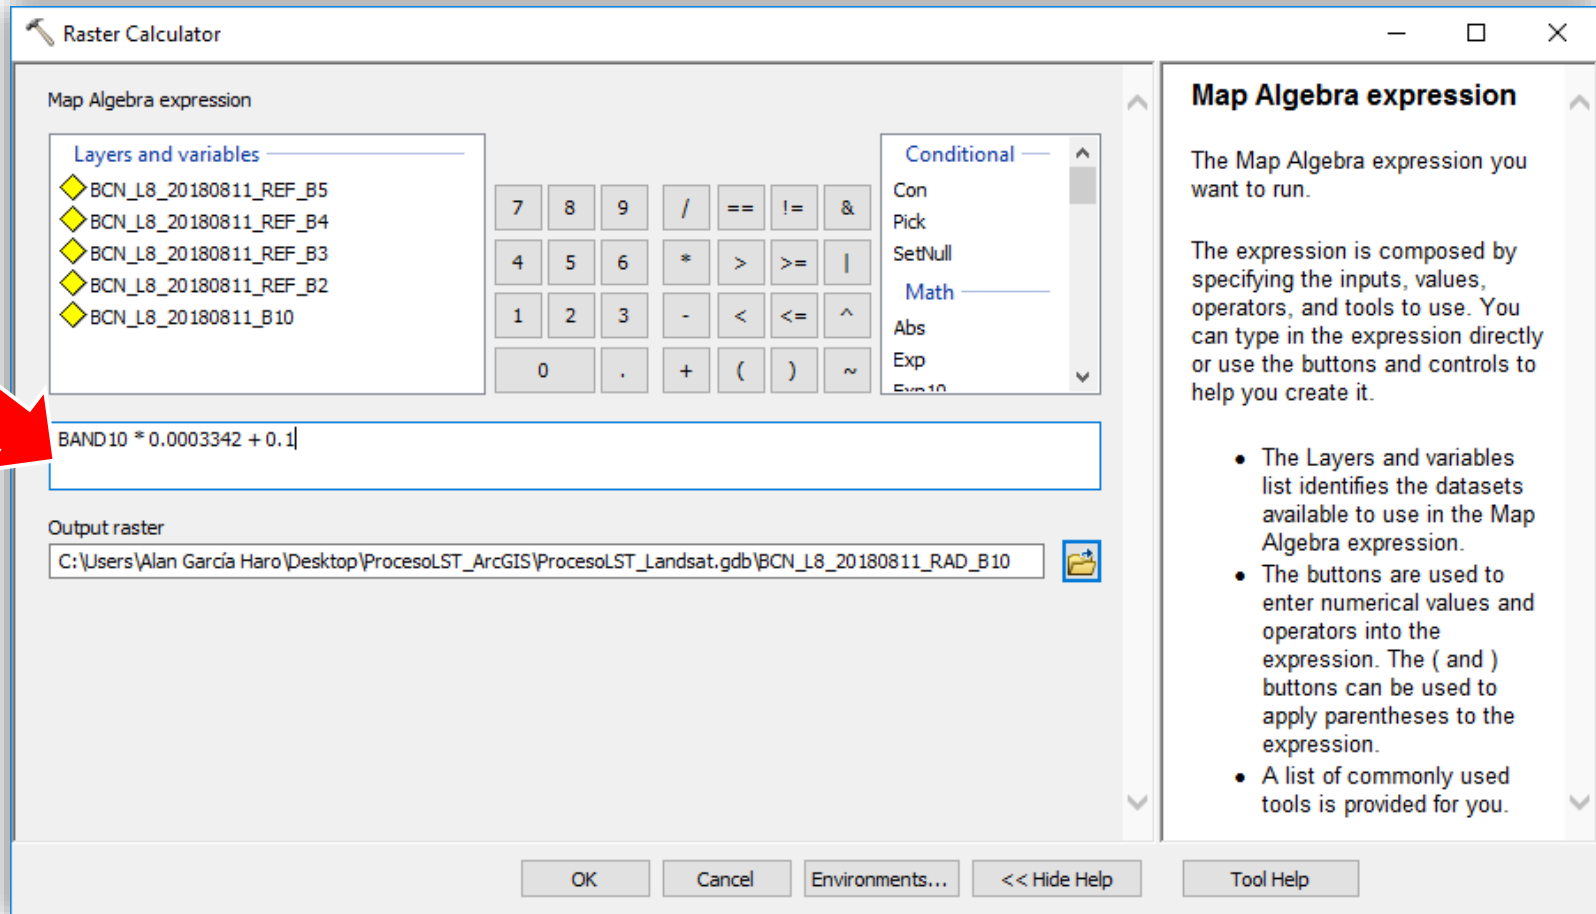 Raster Calculator
Map Algebra expression
Layers and variables
BCN_L8_20180811_REF_B5
BCN_L8_20180811_REF_B4
BCN_L8_20180811_REF_B3
BCN_L8_20180811_REF_B2
BCN_L8_20180811_B10
7 8 9 / == != &
4 5 6 * > >= |
1 2 3 - < <= ^
0 . + ( ) ~
Conditional
Con
Pick
SetNull
Math
Abs
Exp
Exp10
BAND10 * 0.0003342 + 0.1
Output raster
C:\Users\Alan García Haro\Desktop\ProcesoLST_ArcGIS\ProcesoLST_Landsat.gdb\BCN_L8_20180811_RAD_B10
OK
Cancel
Environments...
<< Hide Help
Tool Help
Map Algebra expression
The Map Algebra expression you
want to run.
The expression is composed by
specifying the inputs, values,
operators, and tools to use. You
can type in the expression directly
or use the buttons and controls to
help you create it.
• The Layers and variables
list identifies the datasets
available to use in the Map
Algebra expression.
• The buttons are used to
enter numerical values and
operators into the
expression. The ( and )
buttons can be used to
apply parentheses to the
expression.
• A list of commonly used
tools is provided for you.